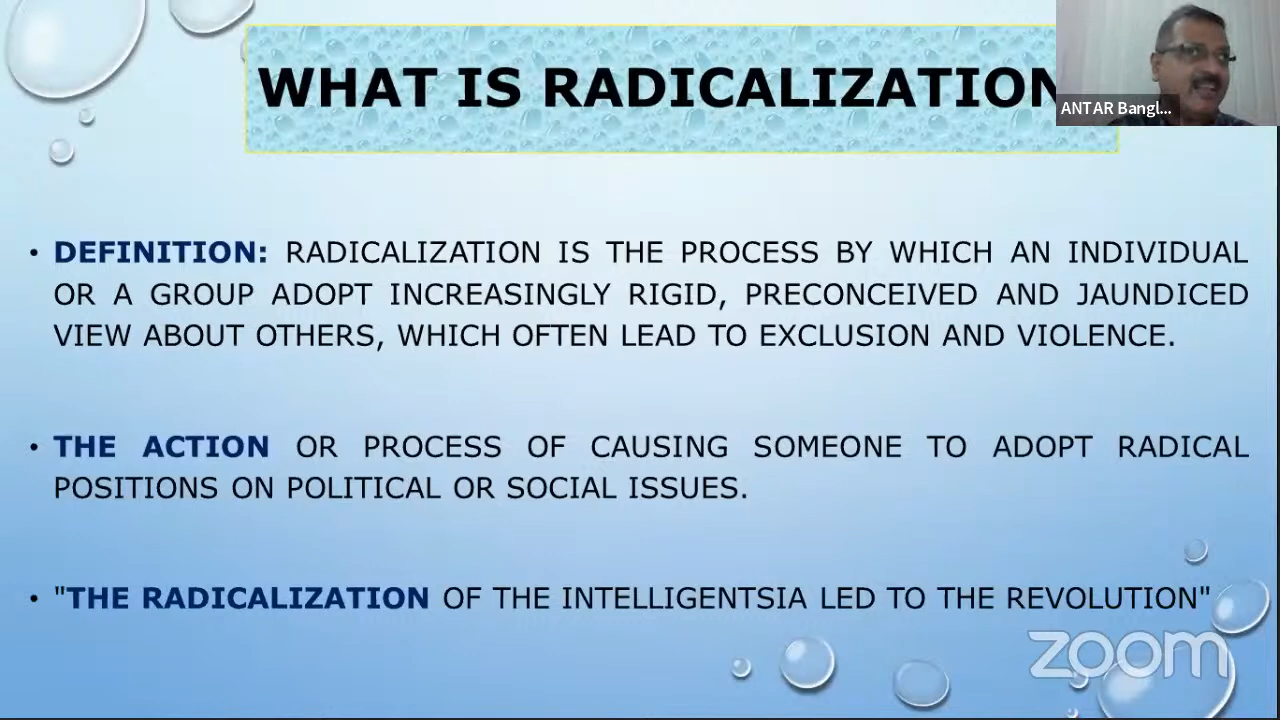 WHAT IS RADICALIZATION
ANTAR Bangl...
• DEFINITION: RADICALIZATION IS THE PROCESS BY WHICH AN INDIVIDUAL
OR A GROUP ADOPT INCREASINGLY RIGID, PRECONCEIVED AND JAUNDICED
VIEW ABOUT OTHERS, WHICH OFTEN LEAD TO EXCLUSION AND VIOLENCE.
• THE ACTION OR PROCESS OF CAUSING SOMEONE TO ADOPT RADICAL
POSITIONS ON POLITICAL OR SOCIAL ISSUES.
• "THE RADICALIZATION OF THE INTELLIGENTSIA LED TO THE REVOLUTION"
zoom